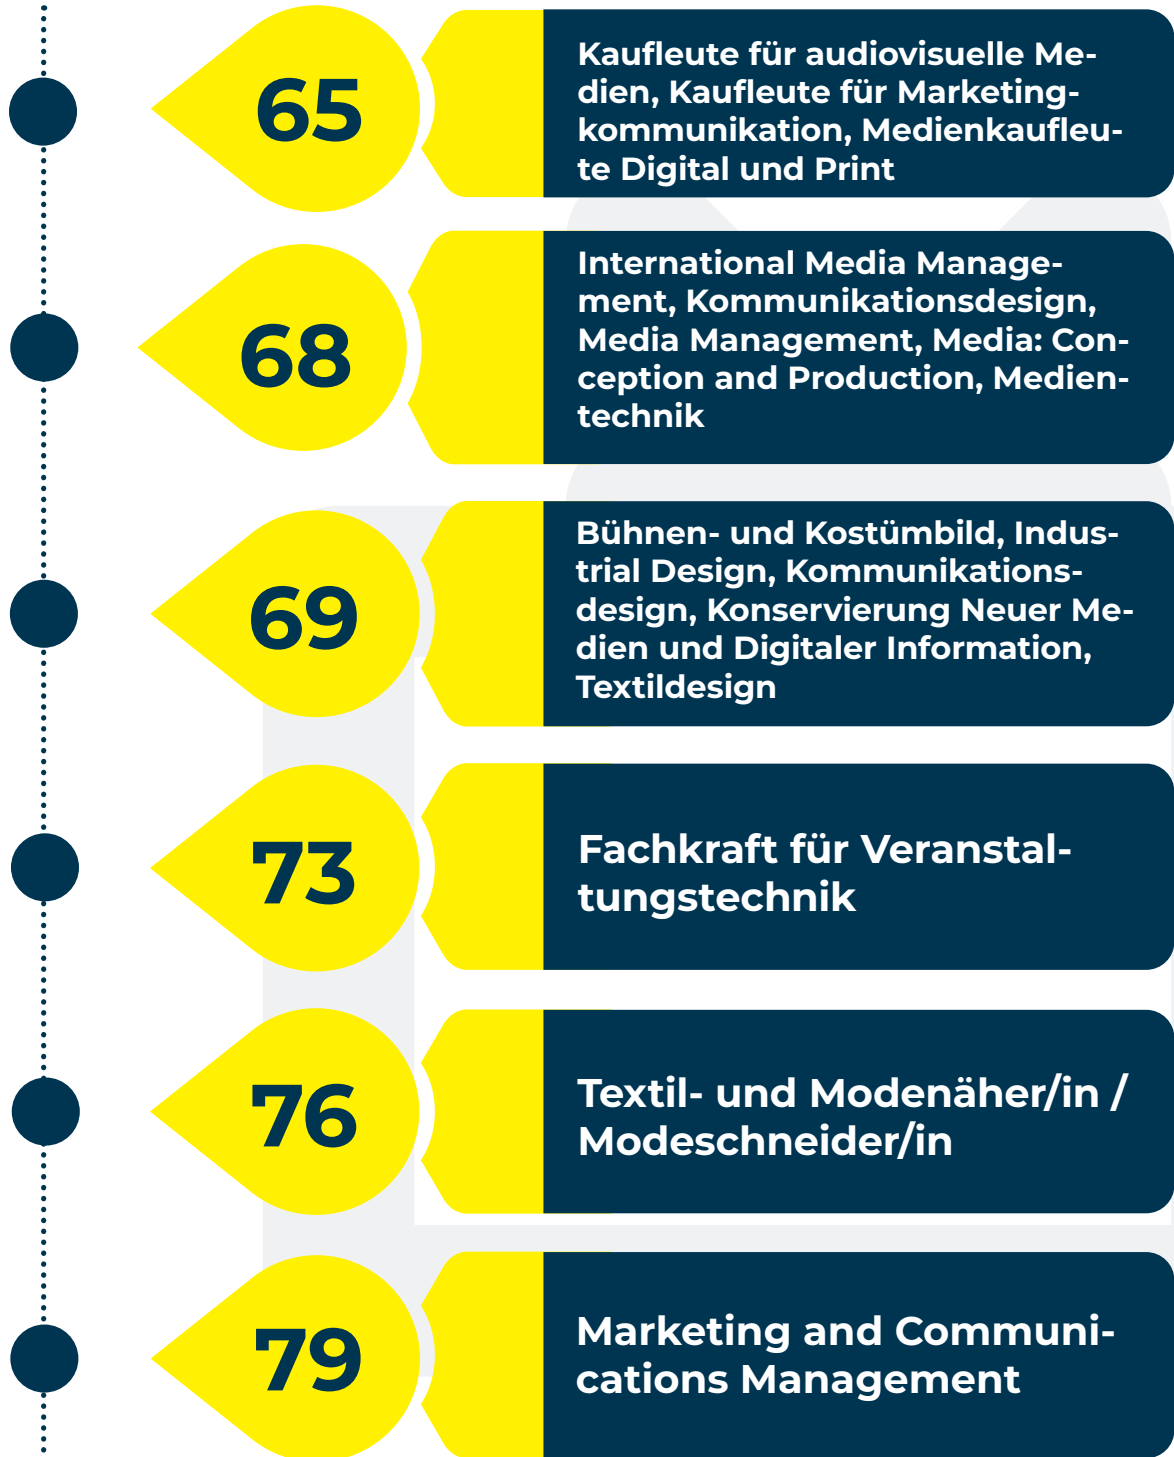 65
Kaufleute für audiovisuelle Me-
dien, Kaufleute für Marketing-
kommunikation, Medienkaufleu-
te Digital und Print
68
International Media Manage-
ment, Kommunikationsdesign,
Media Management, Media: Con-
ception and Production, Medien-
technik
69
Bühnen- und Kostümbild, Indus-
trial Design, Kommunikations-
design, Konservierung Neuer Me-
dien und Digitaler Information,
Textildesign
73
Fachkraft für Veranstal-
tungstechnik
76
Textil- und Modenäher/in /
Modeschneider/in
79
Marketing and Communi-
cations Management